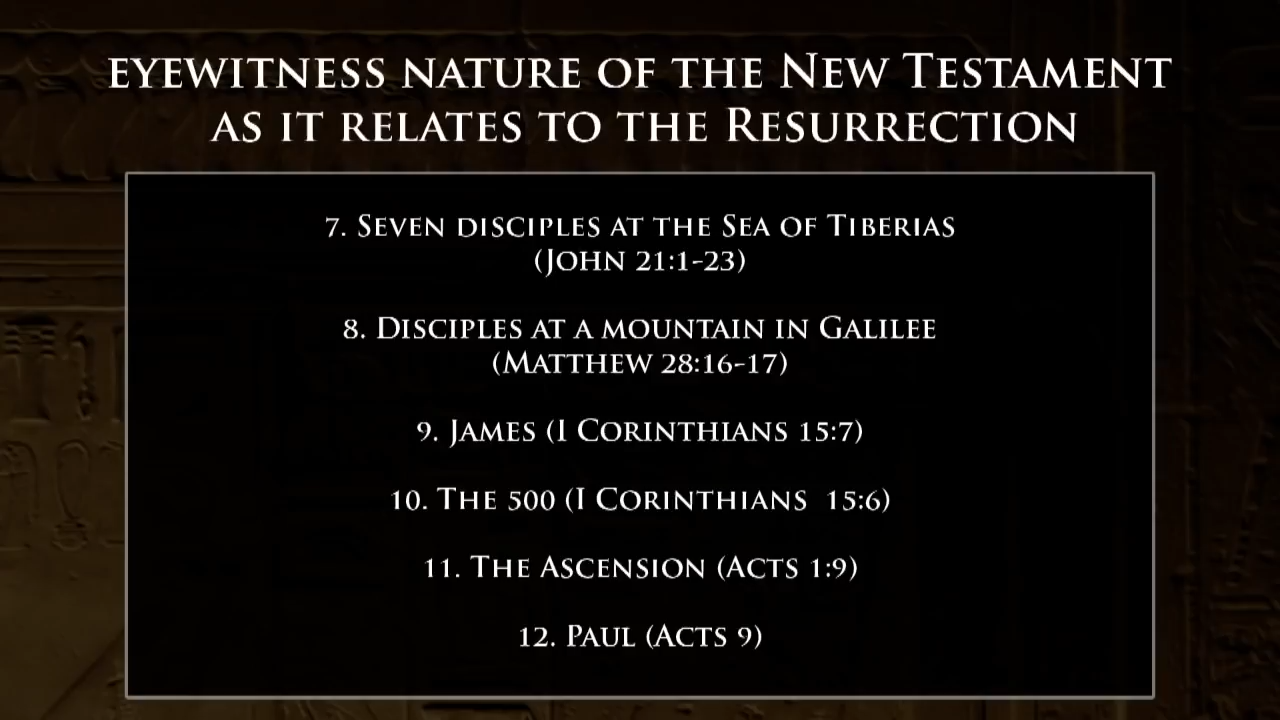 EYEWITNESS NATURE OF THE NEW TESTAMENT
AS IT RELATES TO THE RESURRECTION
7. SEVEN DISCIPLES AT THE SEA OF TIBERIAS
(JOHN 21:1-23)
8. DISCIPLES AT A MOUNTAIN IN GALILEE
(MATTHEW 28:16-17)
9. JAMES (I CORINTHIANS 15:7)
10. THE 500 (I CORINTHIANS 15:6)
11. THE ASCENSION (ACTS 1:9)
12. PAUL (ACTS 9)